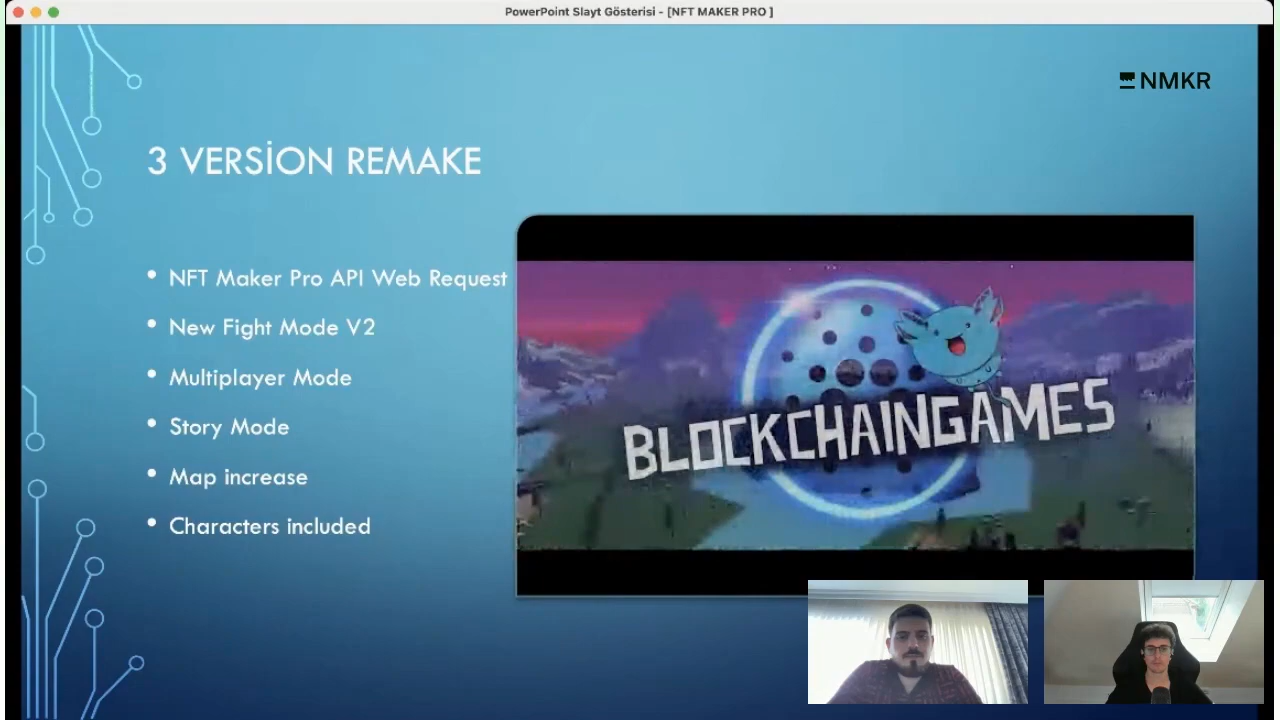 PowerPoint Slayt Gösterisi - [NFT MAKER PRO ]
NMKR
3 VERSİON REMAKE
• NFT Maker Pro API Web Request
• New Fight Mode V2
• Multiplayer Mode
• Story Mode
• Map increase
• Characters included
BLOCKCHAINGAMES